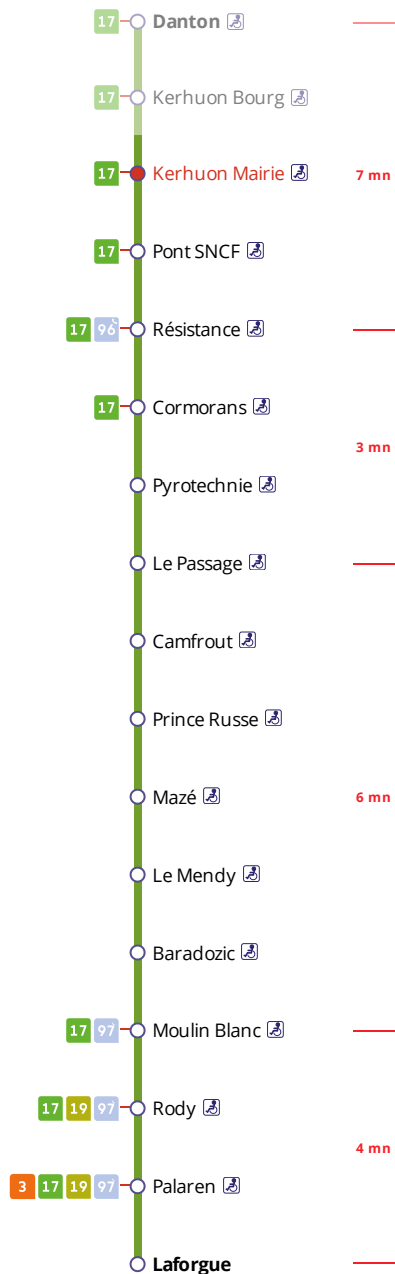 17 Danton
17 Kerhuon Bourg
17 Kerhuon Mairie 7 mn
17 Pont SNCF
17 96 Résistance
17 Cormorans
3 mn
Pyrotechnie
Le Passage
Camfrout
Prince Russe
Mazé 6 mn
Le Mendy
Baradozic
17 97 Moulin Blanc
17 19 97 Rody
4 mn
3 17 19 97 Palaren
Laforgue